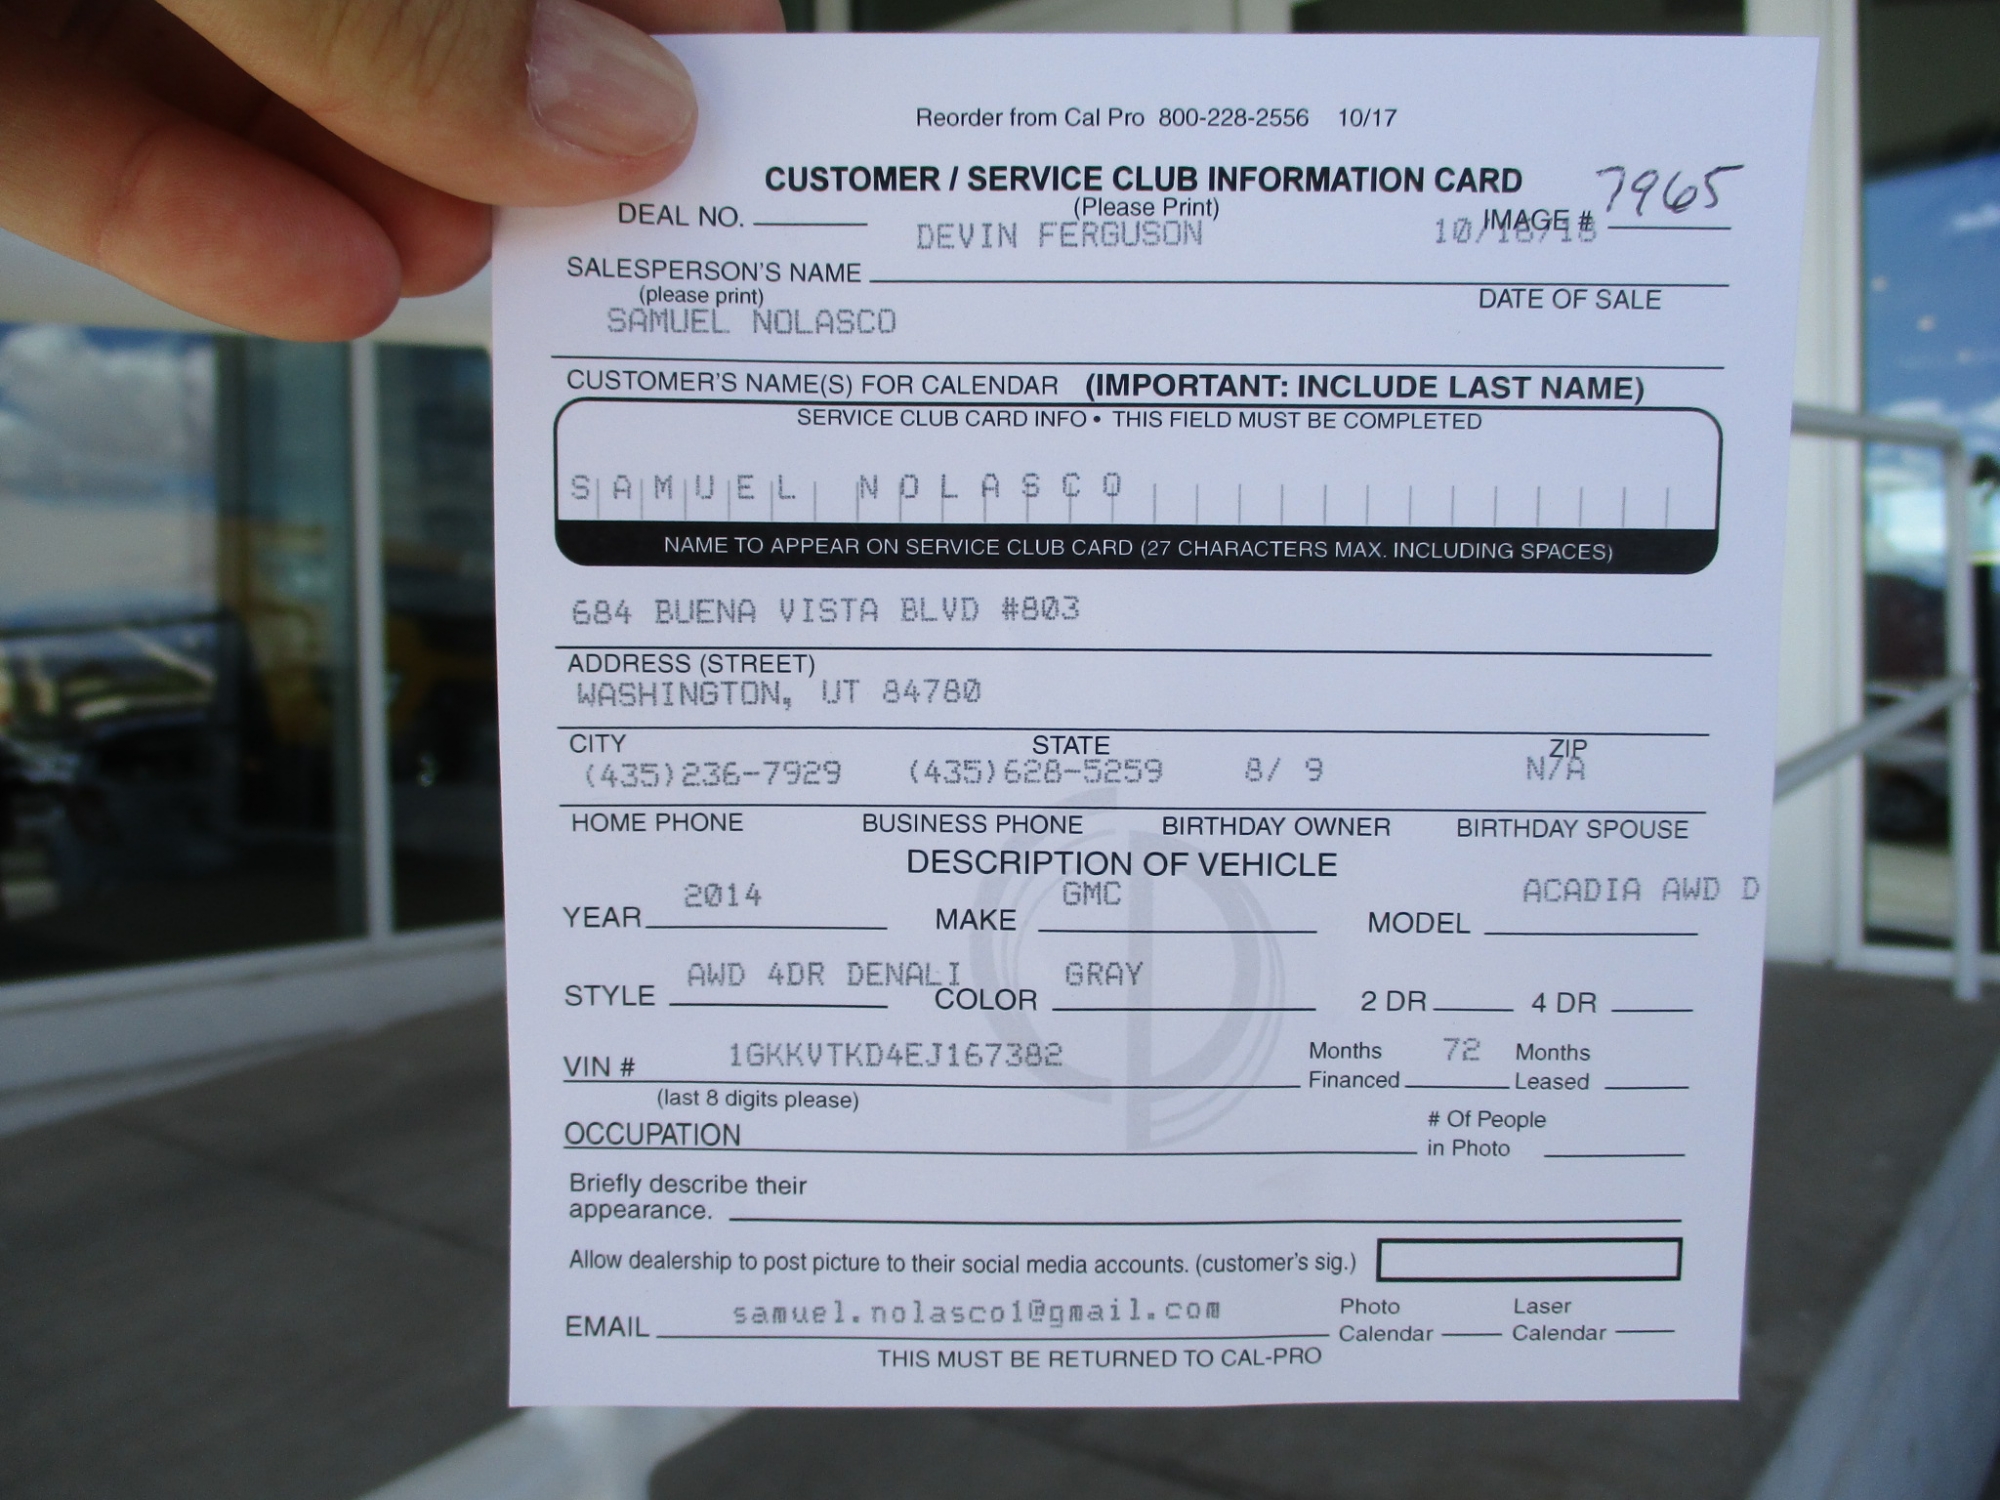 Reorder from Cal Pro 800-228-2556 10/17
CUSTOMER / SERVICE CLUB INFORMATION CARD 7965
(Please Print)
DEAL NO. IMAGE #
DEVIN FERGUSON
SALESPERSON'S NAME
(please print) DATE OF SALE
SAMUEL NOLASCO
CUSTOMER'S NAME(S) FOR CALENDAR (IMPORTANT: INCLUDE LAST NAME)
SERVICE CLUB CARD INFO • THIS FIELD MUST BE COMPLETED
SAMUEL NOLASCO
NAME TO APPEAR ON SERVICE CLUB CARD (27 CHARACTERS MAX. INCLUDING SPACES)
684 BUENA VISTA BLVD #803
ADDRESS (STREET)
WASHINGTON, UT 84780
CITY STATE ZIP
(435)236-7929 (435)628-5259 8/ 9 N/A
HOME PHONE BUSINESS PHONE BIRTHDAY OWNER BIRTHDAY SPOUSE
DESCRIPTION OF VEHICLE
YEAR 2014 MAKE GMC MODEL ACADIA AWD D
STYLE AWD 4DR DENALI COLOR GRAY 2 DR 4 DR
VIN # 1GKKVTKD4EJ167382 Months Financed 72 Months Leased
(last 8 digits please)
OCCUPATION # Of People in Photo
Briefly describe their
appearance.
Allow dealership to post picture to their social media accounts. (customer's sig.)
EMAIL samuel.nolasco1@gmail.com Photo Calendar Laser Calendar
THIS MUST BE RETURNED TO CAL-PRO